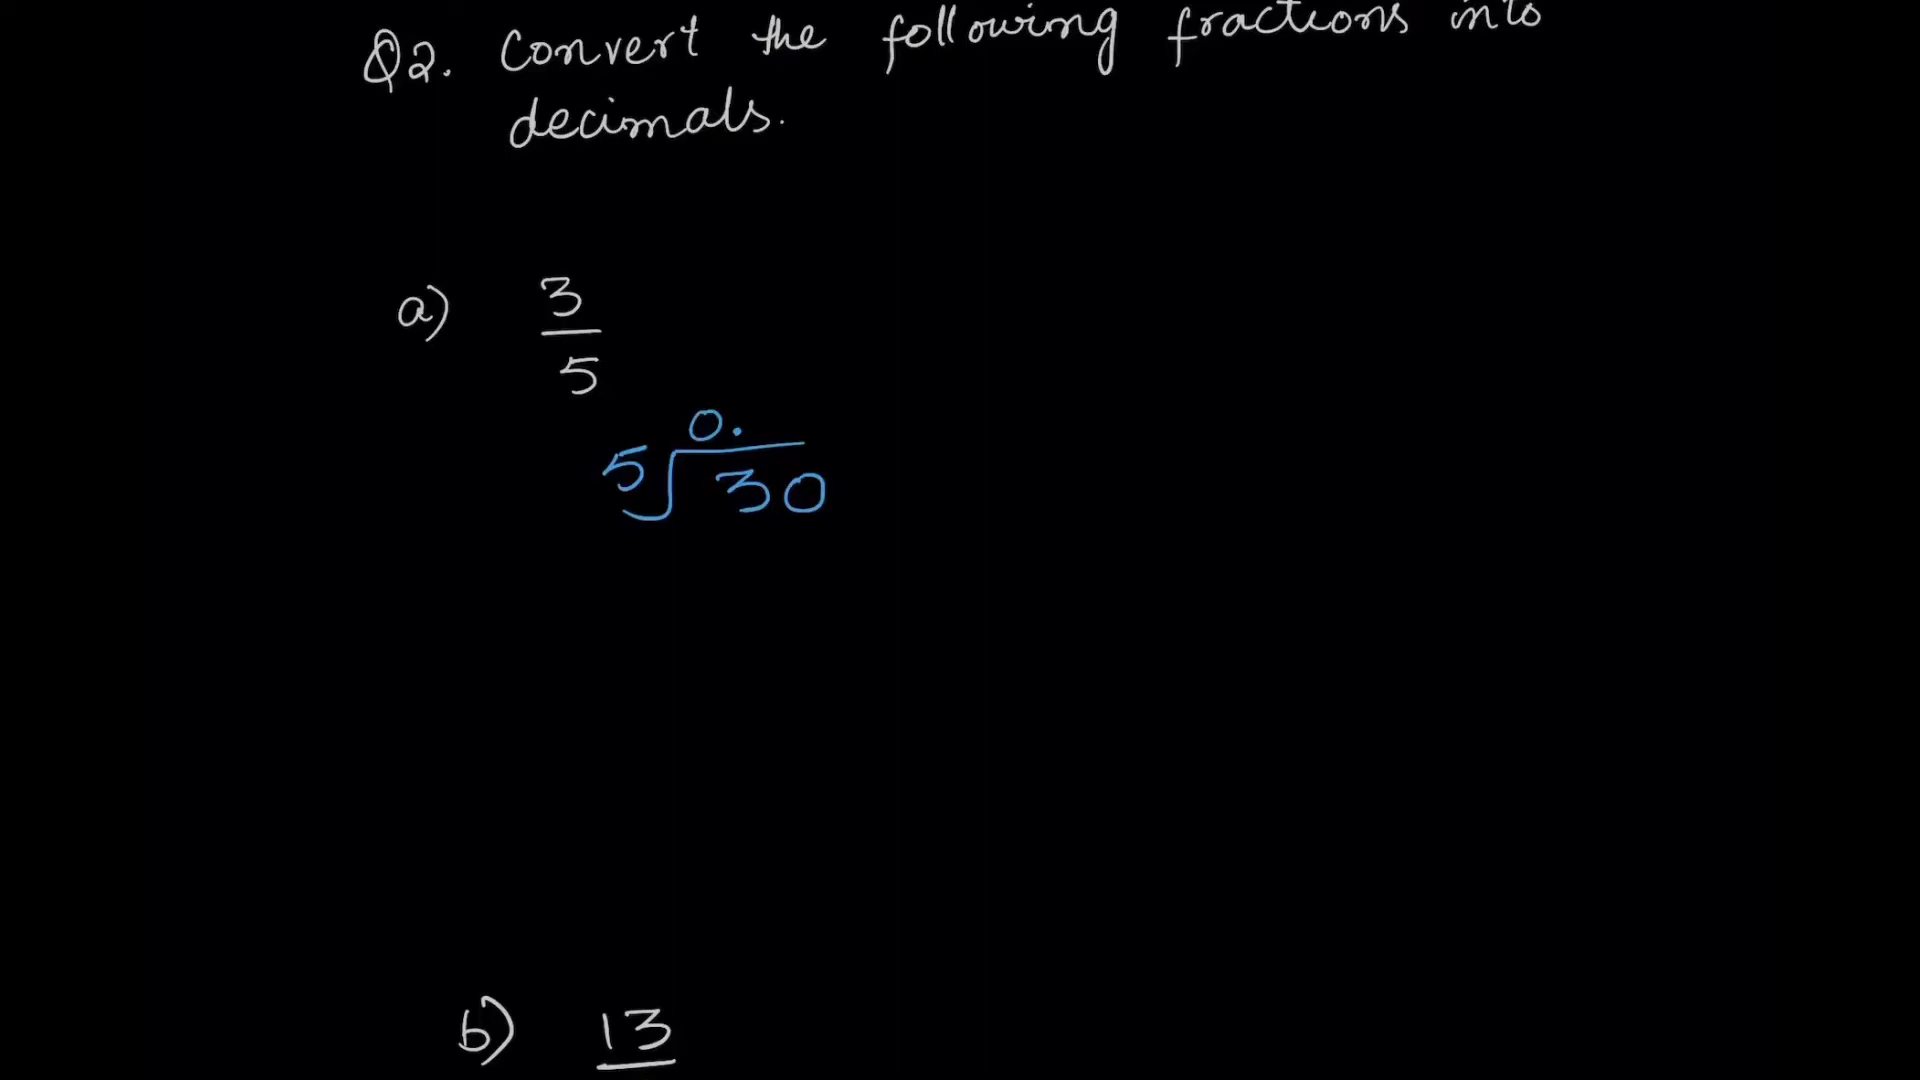 Q2. Convert the following fractions into
decimals.
a) 3
5
0.
5 30
b) 13